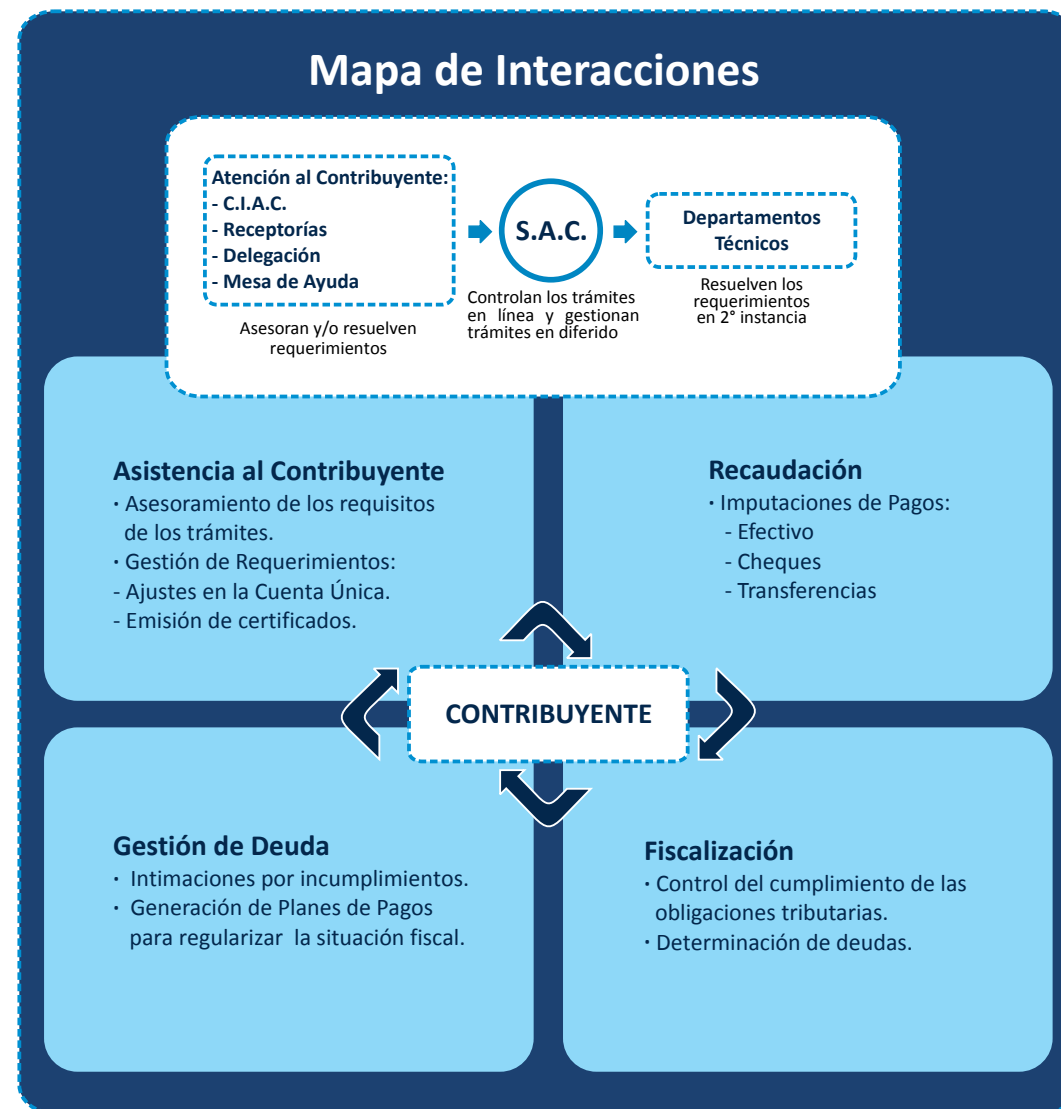 Mapa de Interacciones
Atención al Contribuyente:
- C.I.A.C.
- Receptorías
- Delegación
- Mesa de Ayuda
Asesoran y/o resuelven
requerimientos
S.A.C.
Controlan los trámites
en línea y gestionan
trámites en diferido
Departamentos
Técnicos
Resuelven los
requerimientos
en 2° instancia
Asistencia al Contribuyente
· Asesoramiento de los requisitos
de los trámites.
· Gestión de Requerimientos:
- Ajustes en la Cuenta Única.
- Emisión de certificados.
Recaudación
· Imputaciones de Pagos:
- Efectivo
- Cheques
- Transferencias
CONTRIBUYENTE
Gestión de Deuda
· Intimaciones por incumplimientos.
· Generación de Planes de Pagos
para regularizar la situación fiscal.
Fiscalización
· Control del cumplimiento de las
obligaciones tributarias.
· Determinación de deudas.